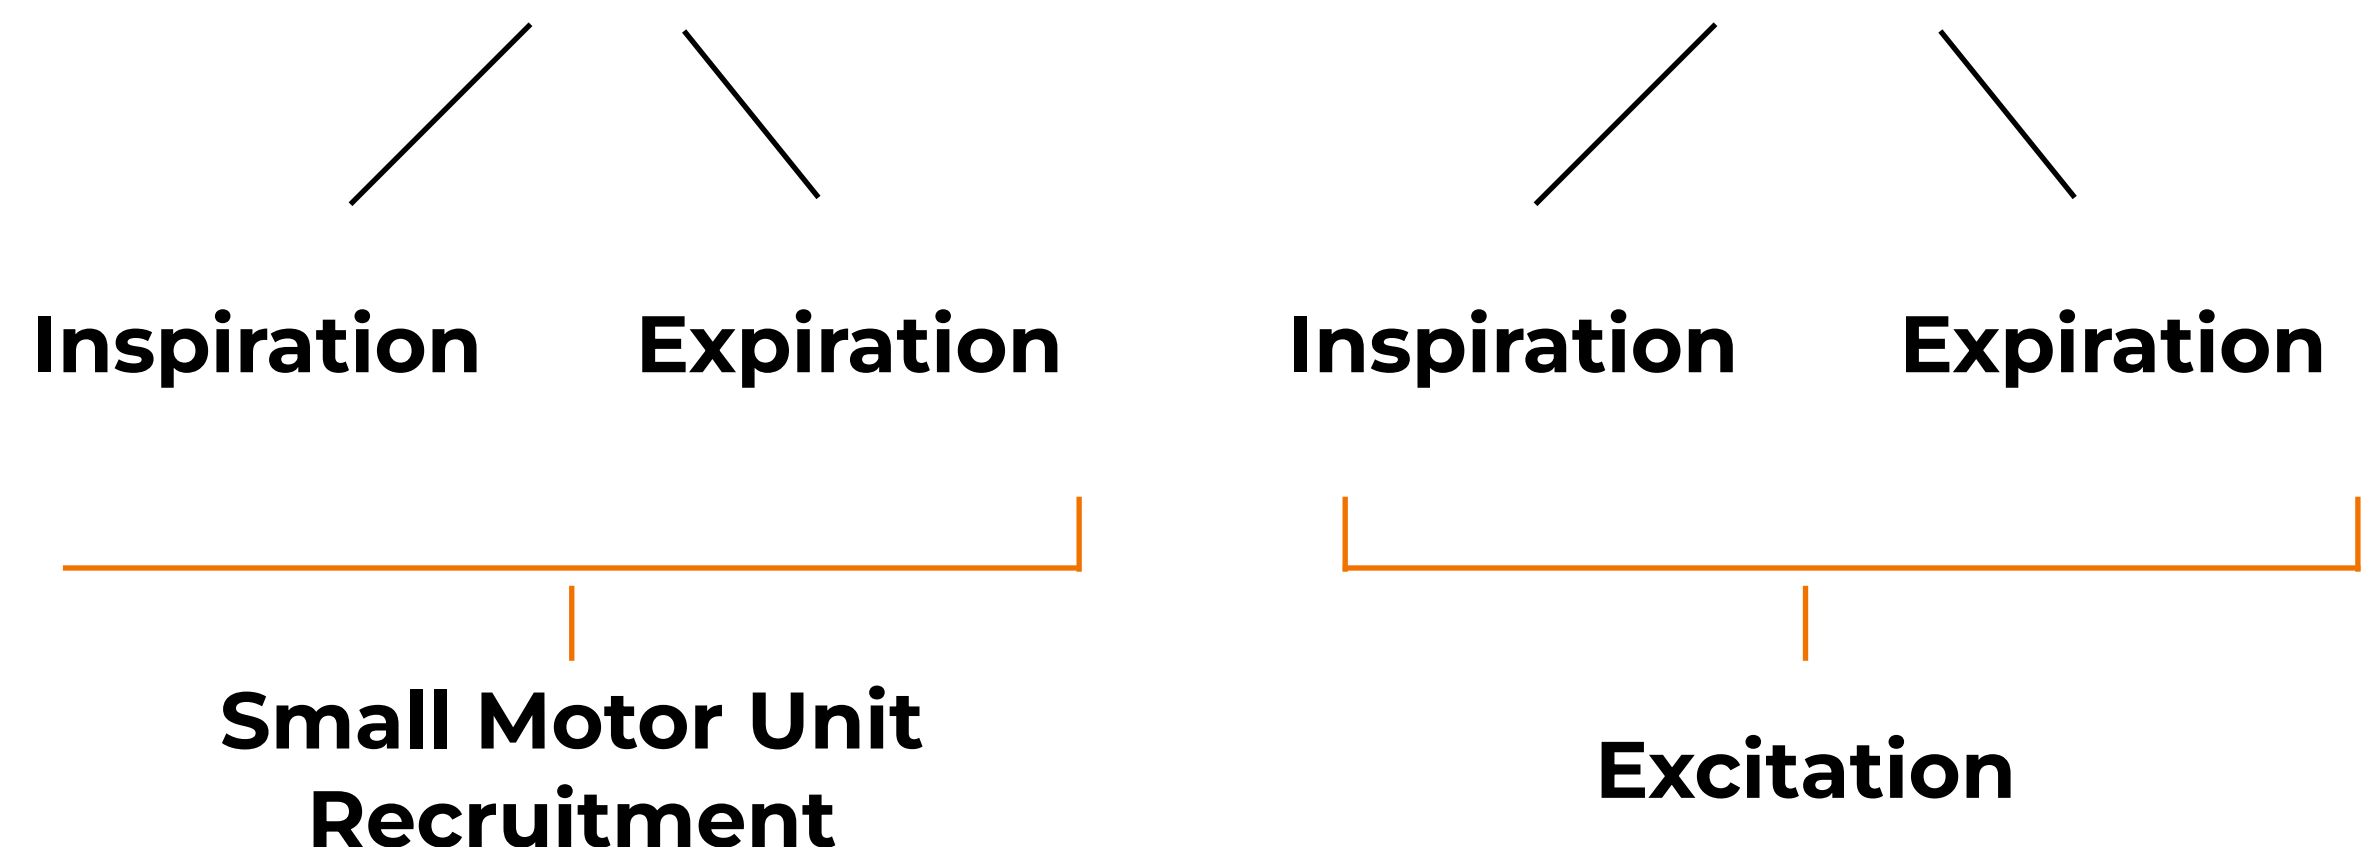 Inspiration Expiration Inspiration Expiration
Small Motor Unit
Recruitment
Excitation